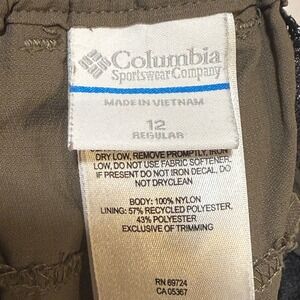 Columbia
Sportswear Company
MADE IN VIETNAM
12
REGULAR
DRY LOW, REMOVE PROMPTLY, IRON
LOW, DO NOT USE FABRIC SOFTENER.
IF PRESENT DO NOT IRON DECAL, DO
NOT DRYCLEAN
BODY: 100% NYLON
LINING: 57% RECYCLED POLYESTER,
43% POLYESTER
EXCLUSIVE OF TRIMMING
RN 69724
CA 05367